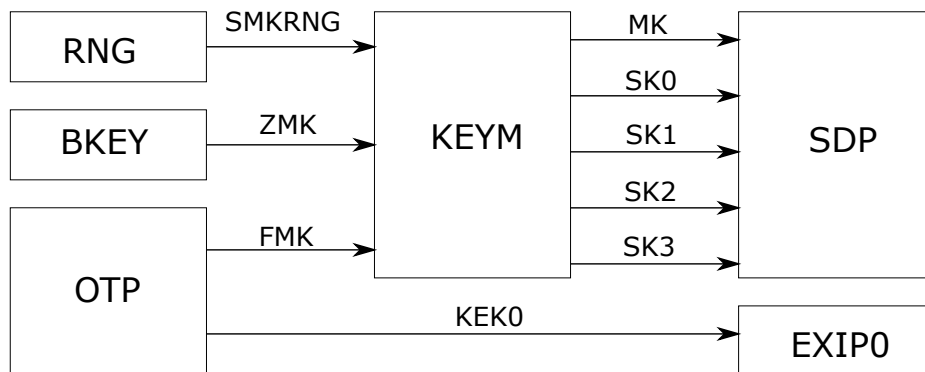 SMKRNG
MK
RNG
SK0
BKEY
ZMK
KEYM
SK1
SDP
SK2
FMK
SK3
OTP
KEK0
EXIP0